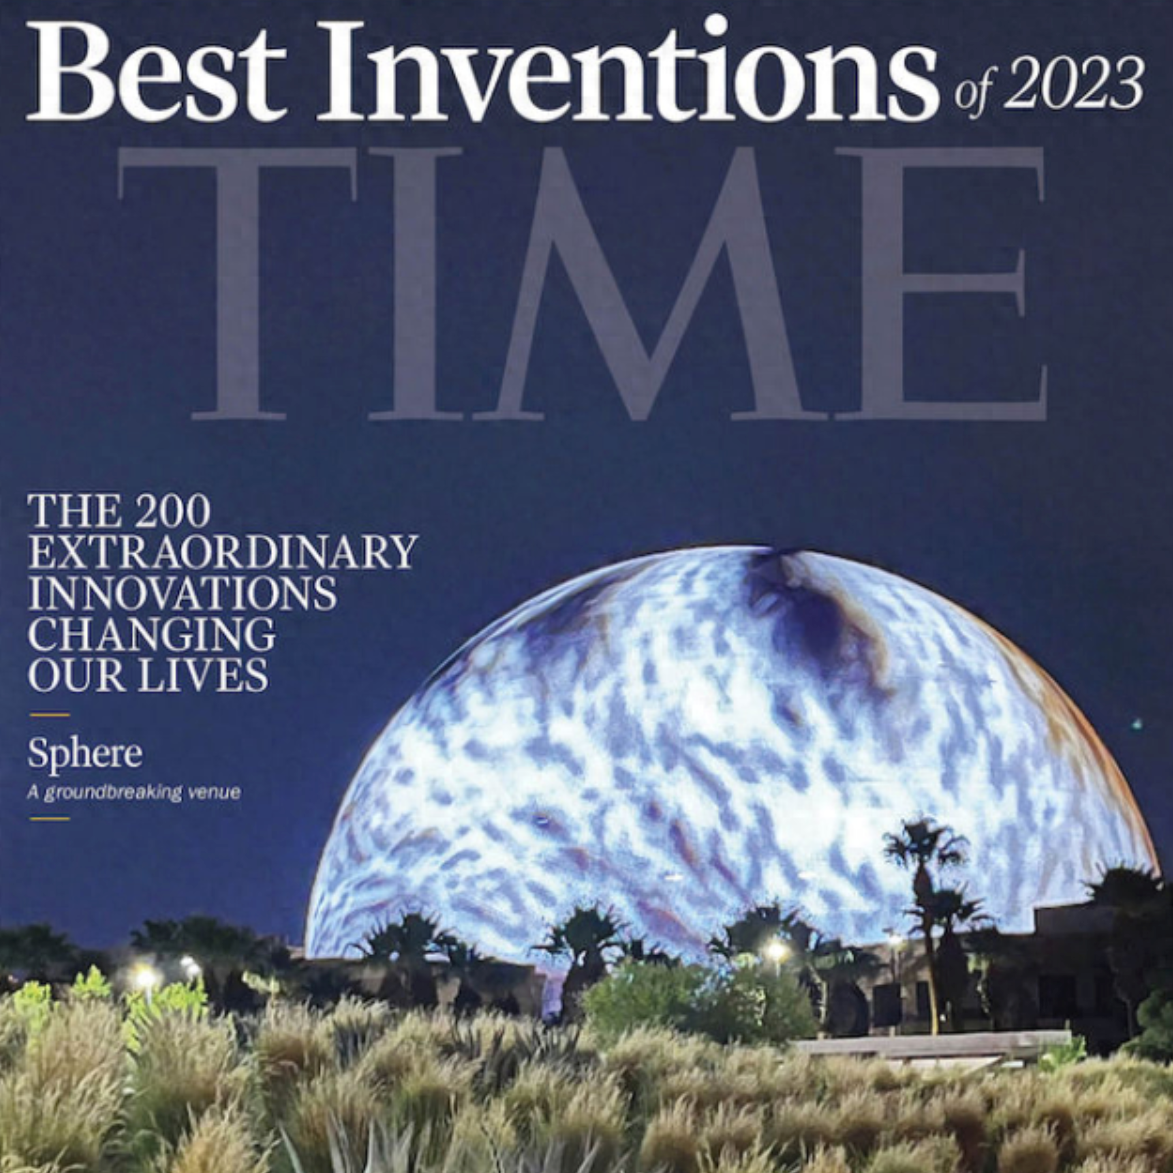 Best Inventions of 2023
TIME
THE 200
EXTRAORDINARY
INNOVATIONS
CHANGING
OUR LIVES
Sphere
A groundbreaking venue